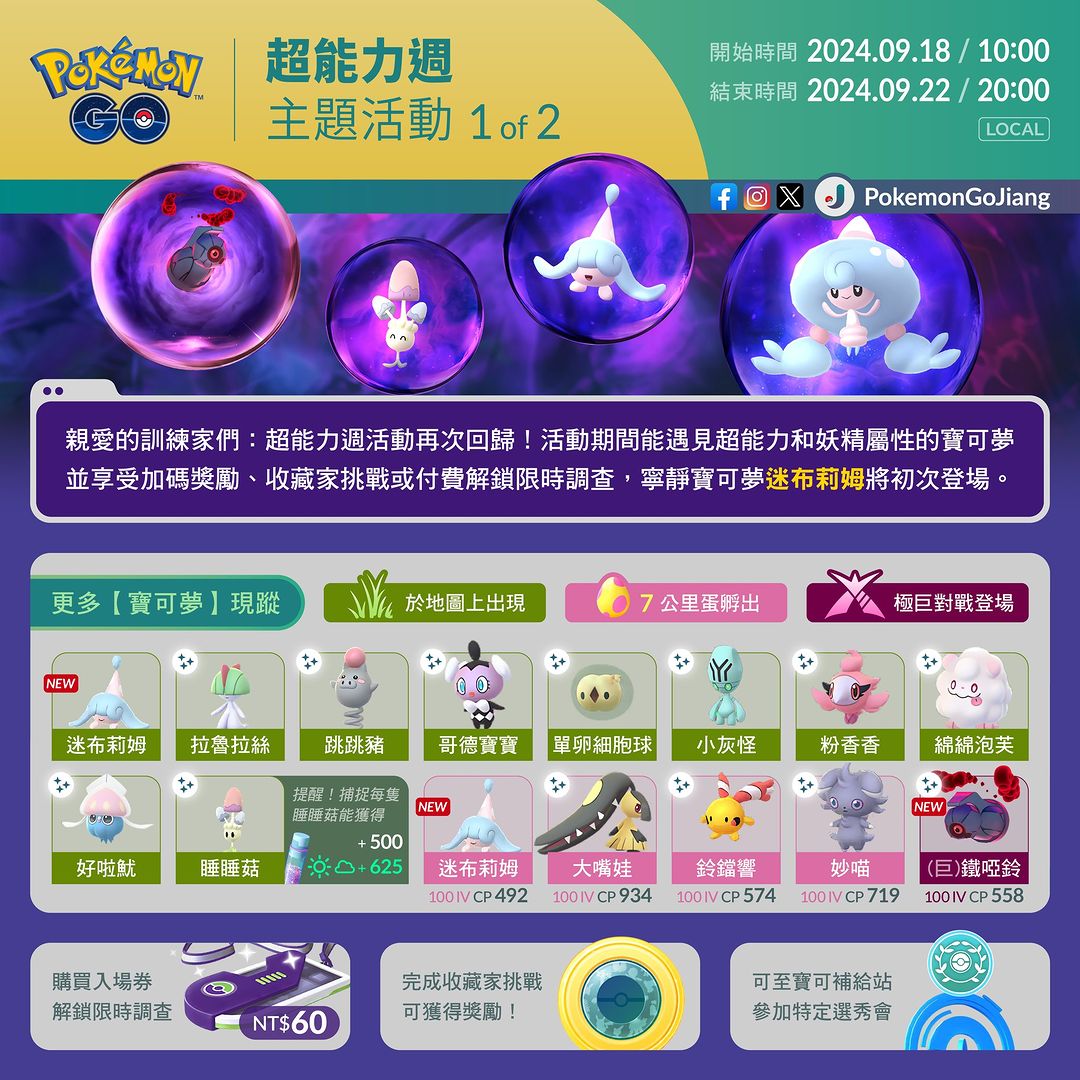 POKÉMON
GO
TM
超能力週
主題活動 1 of 2
開始時間 2024.09.18 / 10:00
結束時間 2024.09.22 / 20:00
LOCAL
PokemonGoJiang
親愛的訓練家們：超能力週活動再次回歸！活動期間能遇見超能力和妖精屬性的寶可夢
並享受加碼獎勵、收藏家挑戰或付費解鎖限時調查，寧靜寶可夢迷布莉姆將初次登場。
更多【寶可夢】現蹤
於地圖上出現
7 公里蛋孵出
極巨對戰登場
NEW
迷布莉姆
拉魯拉絲
跳跳豬
哥德寶寶
單卵細胞球
小灰怪
粉香香
綿綿泡芙
好啦魷
睡睡菇
提醒！捕捉每隻
睡睡菇能獲得
+500
+625
NEW
迷布莉姆
100 IV CP 492
大嘴娃
100 IV CP 934
鈴鐺響
100 IV CP 574
妙喵
100 IV CP 719
NEW
(巨)鐵啞鈴
100 IV CP 558
購買入場券
解鎖限時調查
NT$60
完成收藏家挑戰
可獲得獎勵！
可至寶可補給站
參加特定選秀會